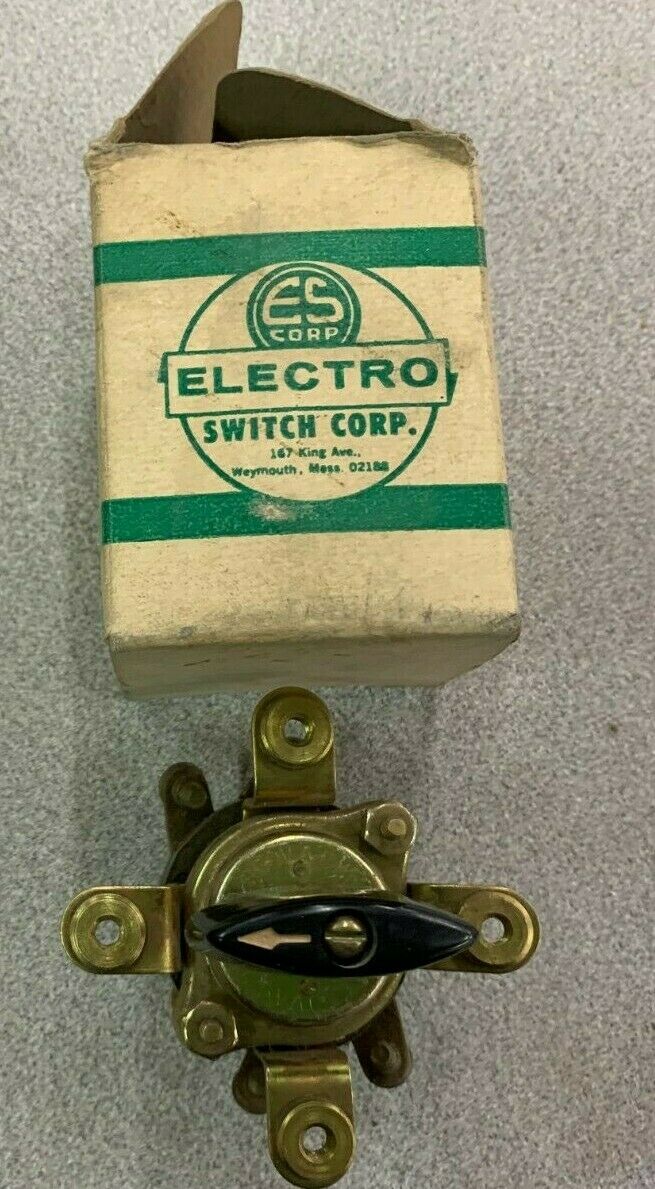 ES
CORP
ELECTRO
SWITCH CORP.
167 King Ave.,
Weymouth, Mass. 02188